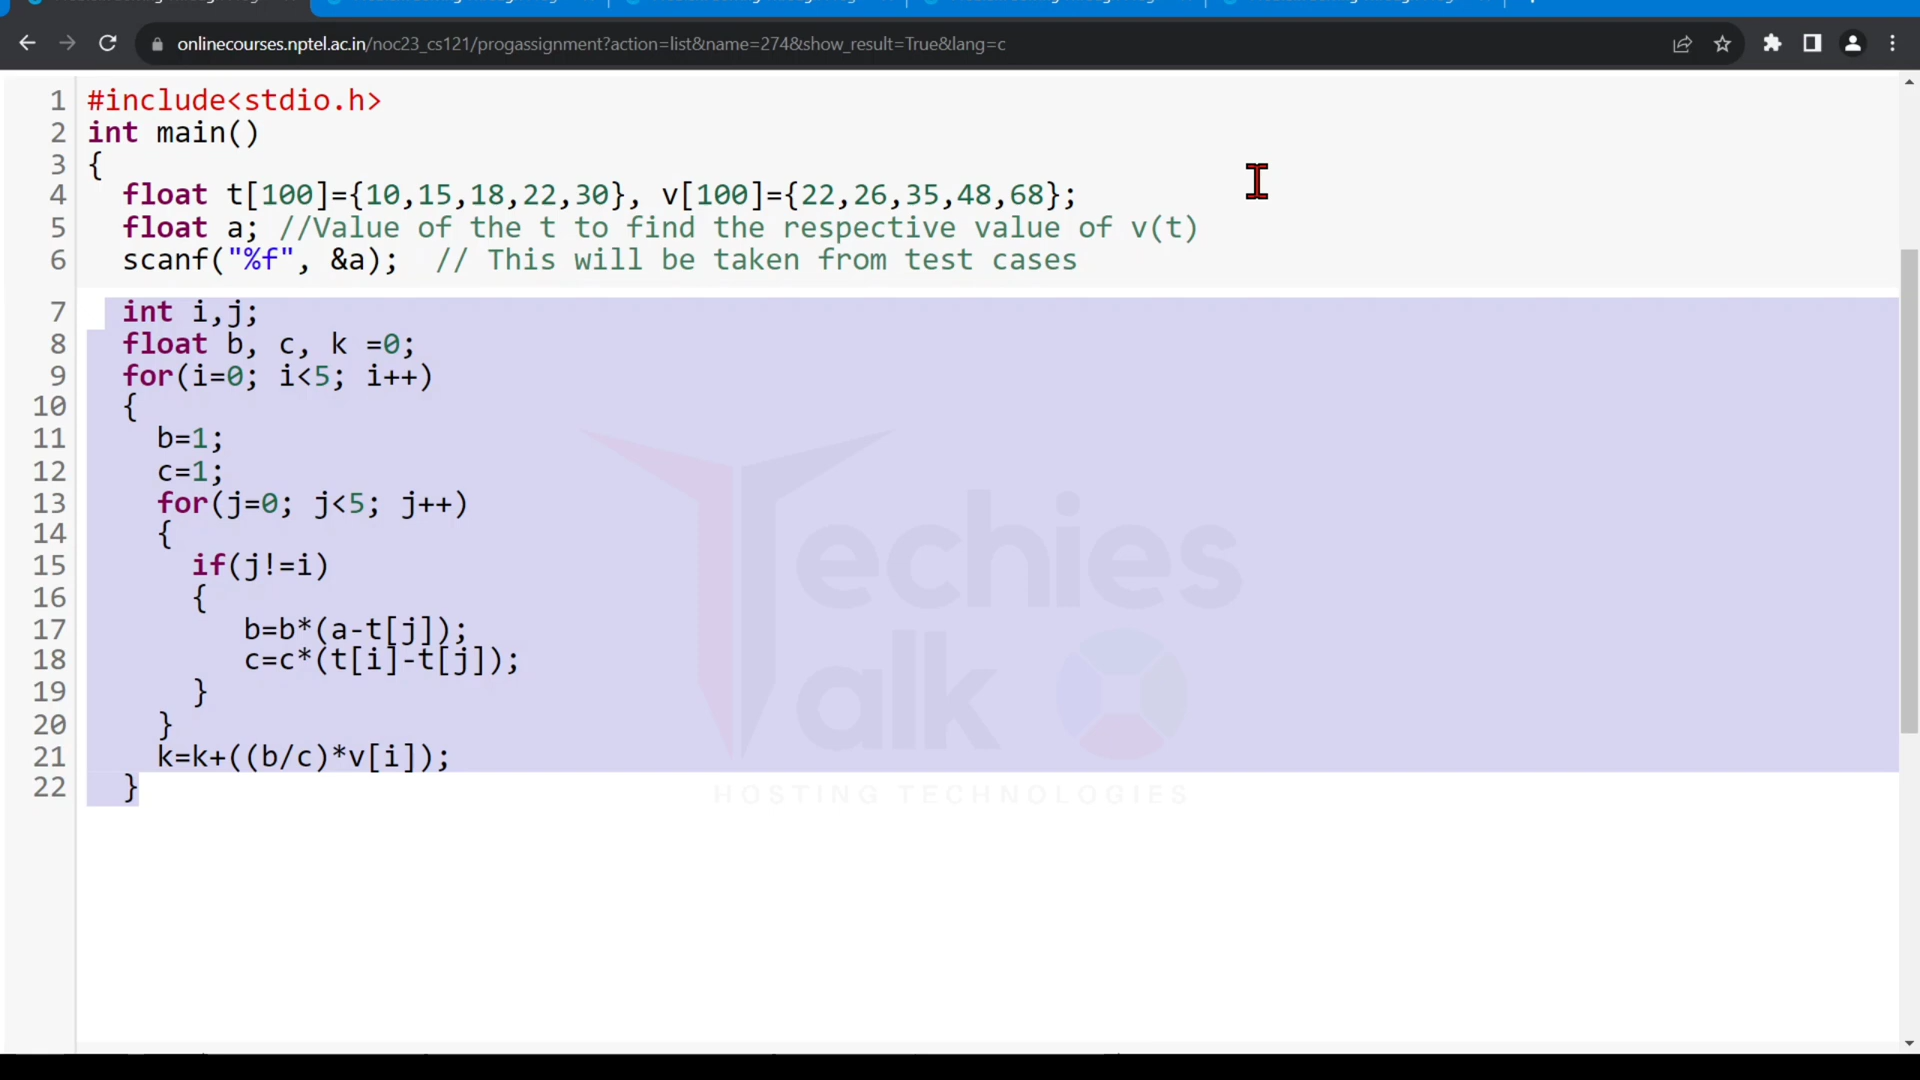 onlinecourses.nptel.ac.in/noc23_cs121/progassignment?action=list&name=274&show_result=True&lang=c
1 #include<stdio.h>
2 int main()
3 {
4 float t[100]={10,15,18,22,30}, v[100]={22,26,35,48,68};
5 float a; //Value of the t to find the respective value of v(t)
6 scanf("%f", &a); // This will be taken from test cases
7 int i,j;
8 float b, c, k =0;
9 for(i=0; i<5; i++)
10 {
11 b=1;
12 c=1;
13 for(j=0; j<5; j++)
14 {
15 if(j!=i)
16 {
17 b=b*(a-t[j]);
18 c=c*(t[i]-t[j]);
19 }
20 }
21 k=k+((b/c)*v[i]);
22 }
Techies
Talk
HOSTING TECHNOLOGIES